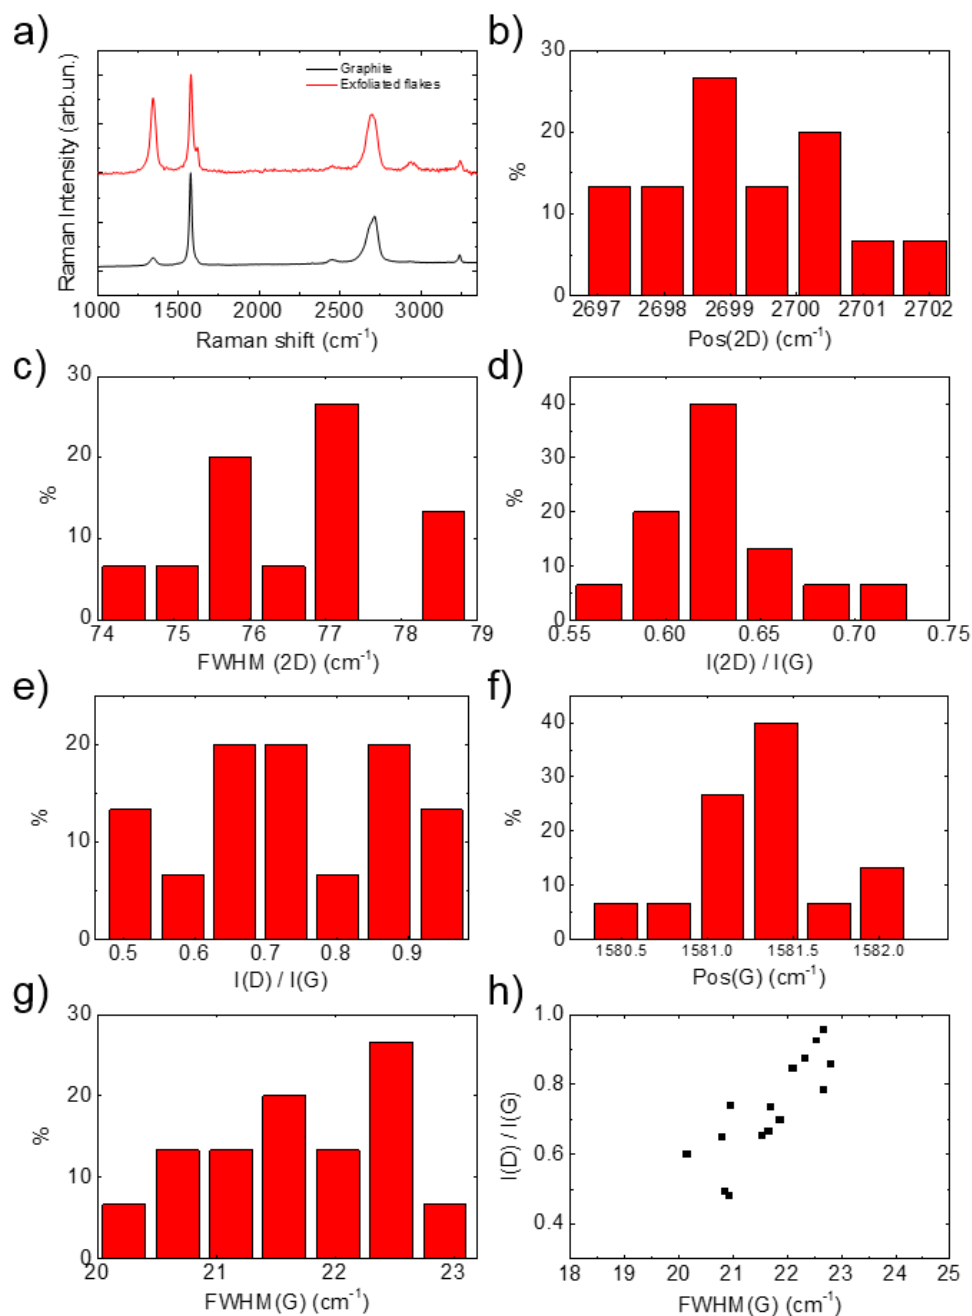 a)
Raman Intensity (arb.un.)
Graphite
Exfoliated flakes
1000 1500 2000 2500 3000
Raman shift (cm⁻¹)
b)
30
20
10
0
%
2697 2698 2699 2700 2701 2702
Pos(2D) (cm⁻¹)
c)
30
20
10
0
%
74 75 76 77 78 79
FWHM (2D) (cm⁻¹)
d)
40
30
20
10
0
%
0.55 0.60 0.65 0.70 0.75
I(2D) / I(G)
e)
20
10
0
%
0.5 0.6 0.7 0.8 0.9
I(D) / I(G)
f)
40
30
20
10
0
%
1580.5 1581.0 1581.5 1582.0
Pos(G) (cm⁻¹)
g)
30
20
10
0
%
20 21 22 23
FWHM(G) (cm⁻¹)
h)
1.0
0.8
0.6
0.4
I(D) / I(G)
18 19 20 21 22 23 24 25
FWHM(G) (cm⁻¹)